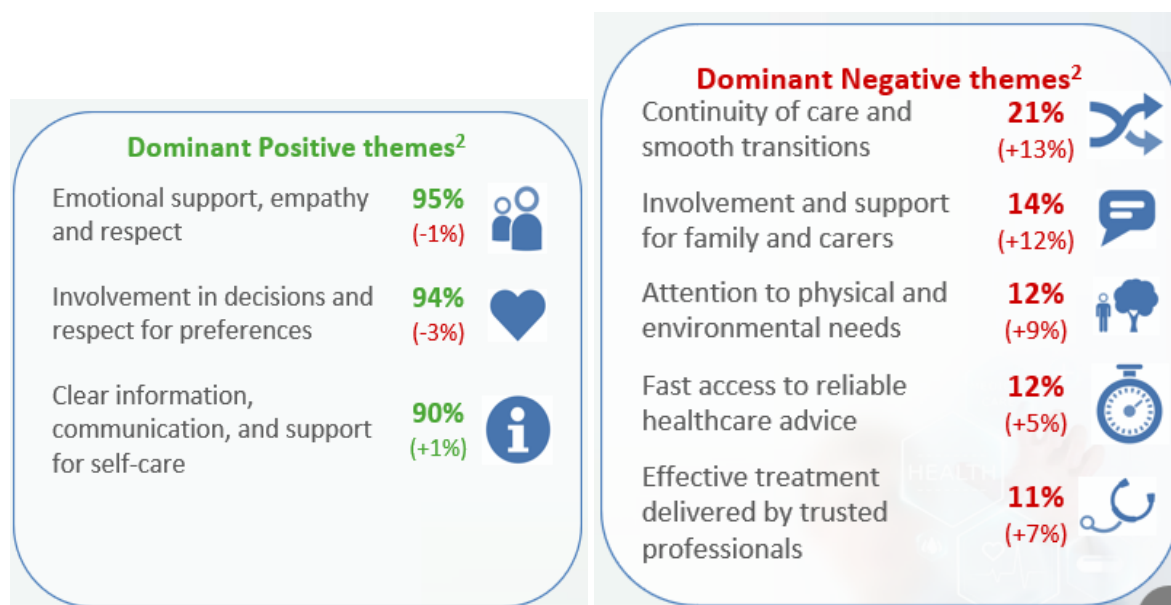 Dominant Positive themes²
Emotional support, empathy
and respect
95%
(-1%)
Involvement in decisions and
respect for preferences
94%
(-3%)
Clear information,
communication, and support
for self-care
90%
(+1%)
Dominant Negative themes²
Continuity of care and
smooth transitions
21%
(+13%)
Involvement and support
for family and carers
14%
(+12%)
Attention to physical and
environmental needs
12%
(+9%)
Fast access to reliable
healthcare advice
12%
(+5%)
Effective treatment
delivered by trusted
professionals
11%
(+7%)
HEALTH